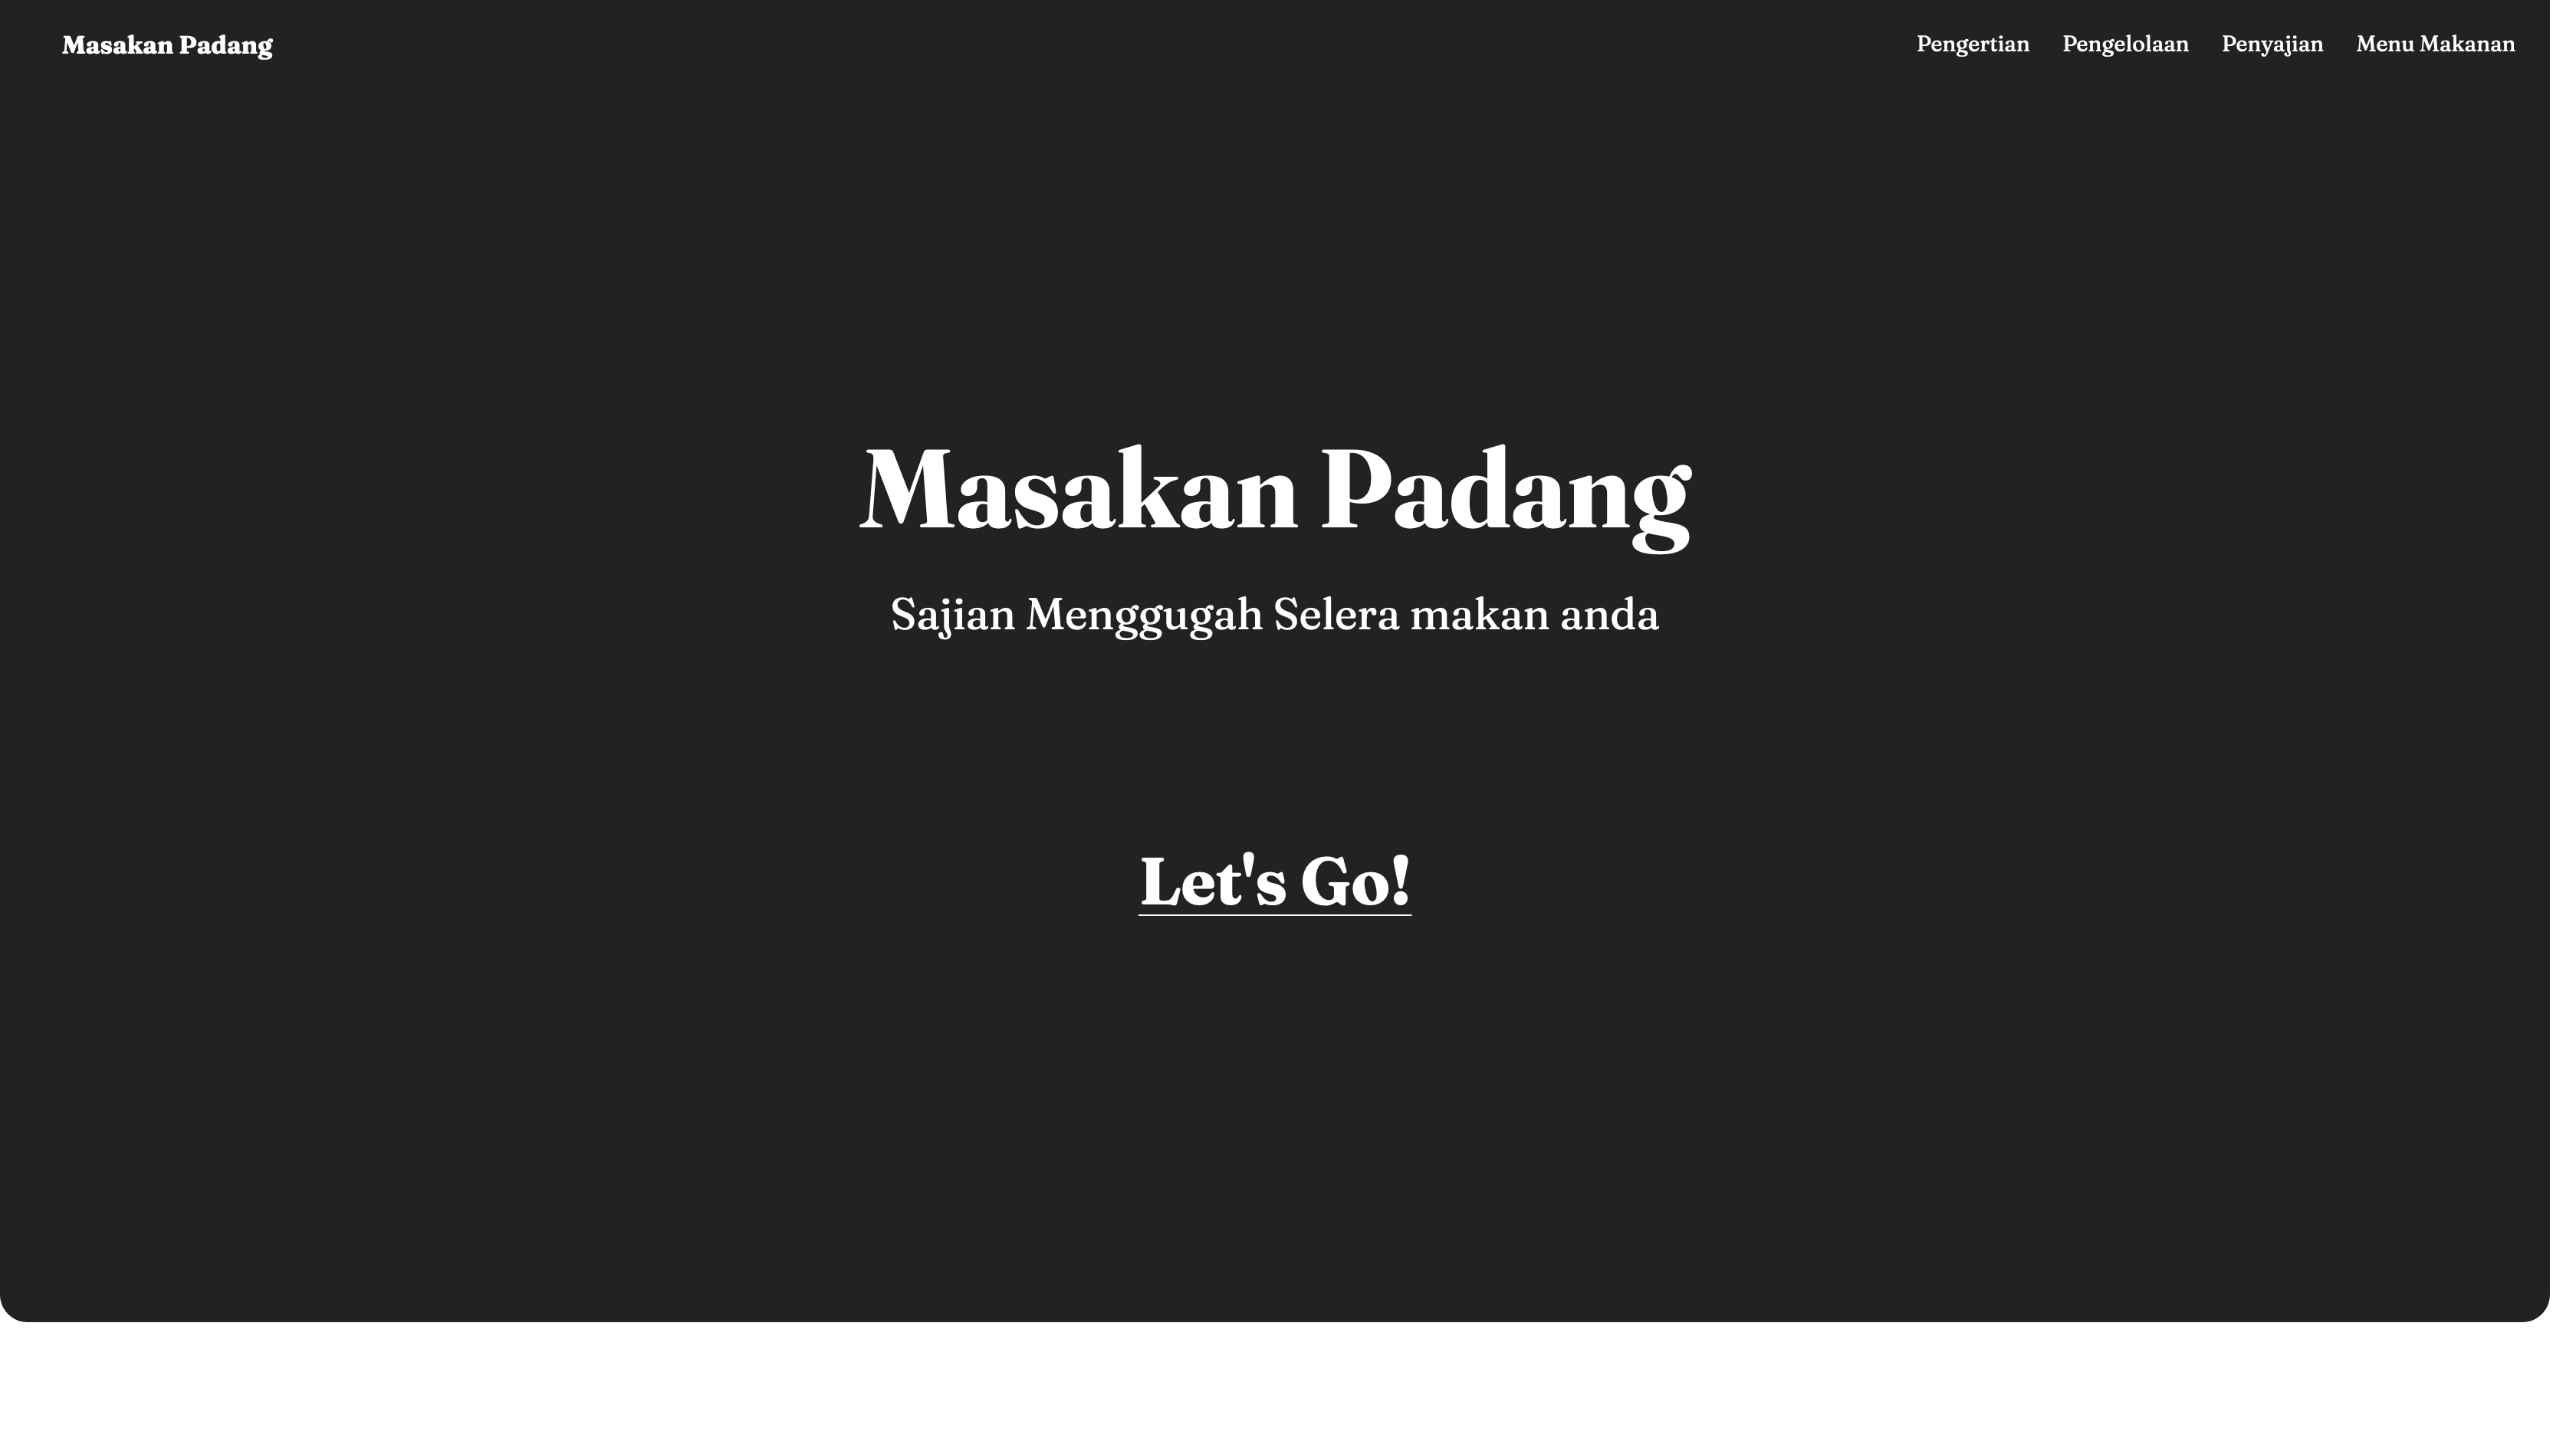 Masakan Padang
Pengertian Pengelolaan Penyajian Menu Makanan
Masakan Padang
Sajian Menggugah Selera makan anda
Let's Go!